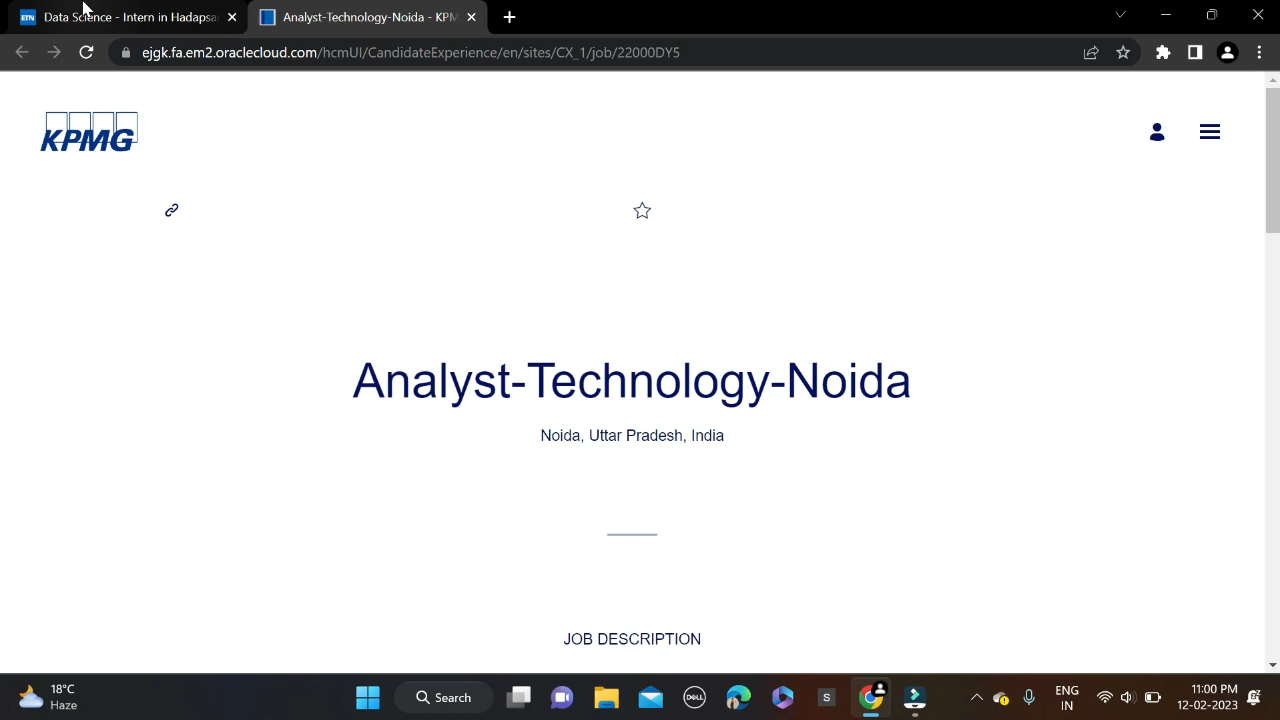 ETN Data Science - Intern in Hadapsa
Analyst-Technology-Noida - KPM
ejgk.fa.em2.oraclecloud.com/hcmUI/CandidateExperience/en/sites/CX_1/job/22000DY5
KPMG
Analyst-Technology-Noida
Noida, Uttar Pradesh, India
JOB DESCRIPTION
18°C
Haze
Search
DELL
S
ENG
IN
11:00 PM
12-02-2023